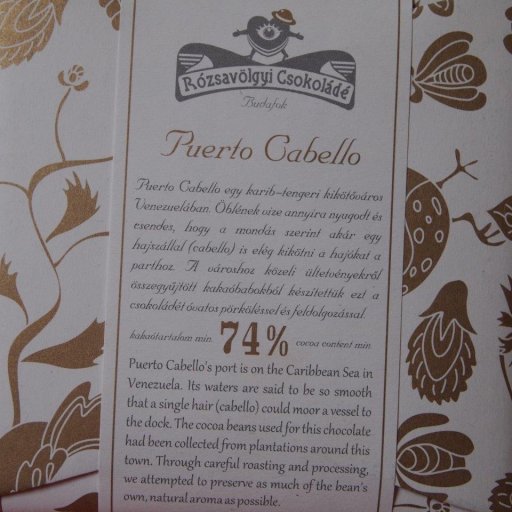 Rózsavölgyi Csokoládé
Budafok
Puerto Cabello
Puerto Cabello egy karib-tengeri kikötőváros
Venezuelában. Öblének vize annyira nyugodt és
csendes, hogy a mondás szerint akár egy
hajszállal (cabello) is elég kikötni a hajókat a
parthoz. A városhoz közeli ültetvényekről
összegyűjtött kakaóbabokból készítettük ezt a
csokoládét óvatos pörköléssel és feldolgozással.
kakaótartalom min. 74% cocoa content min.
Puerto Cabello's port is on the Caribbean Sea in
Venezuela. Its waters are said to be so smooth
that a single hair (cabello) could moor a vessel to
the dock. The cocoa beans used for this chocolate
had been collected from plantations around this
town. Through careful roasting and processing,
we attempted to preserve as much of the bean's
own, natural aroma as possible.